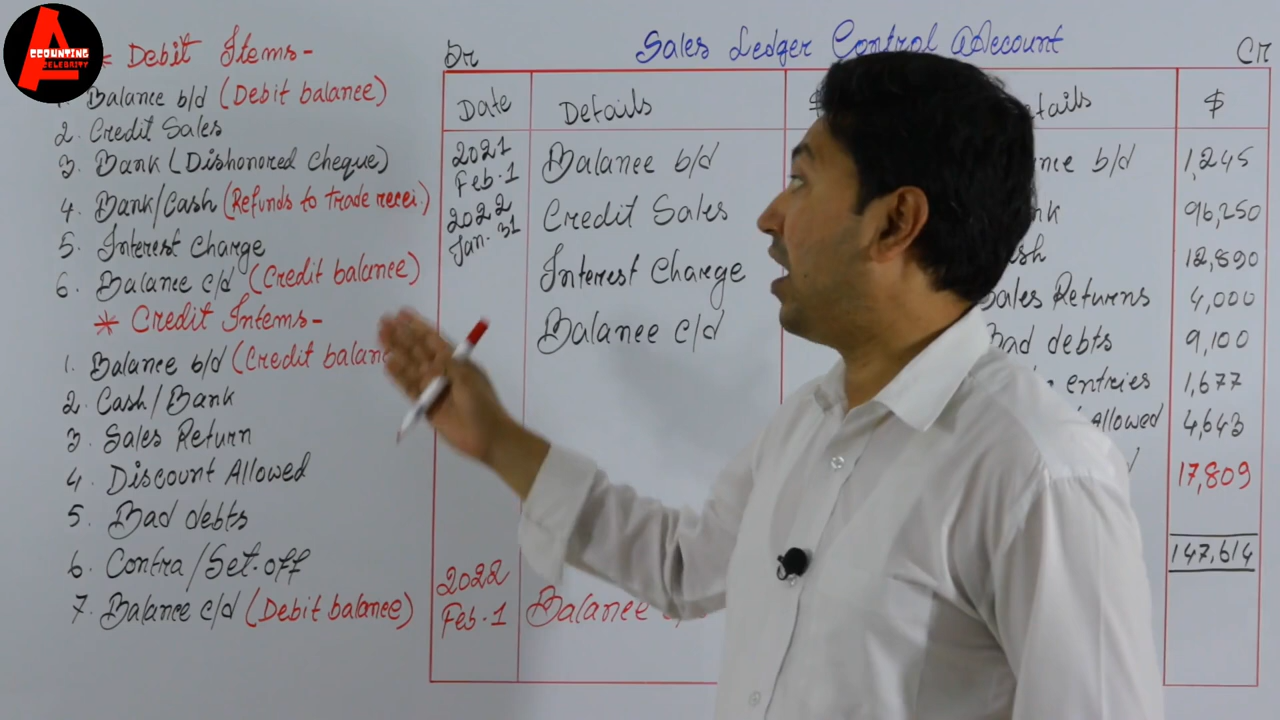 ACCOUNTING
CELEBRITY
* Debit Items-
1. Balance b/d (Debit balance)
2. Credit Sales
3. Bank (Dishonored cheque)
4. Bank/Cash (Refunds to trade recei.)
5. Interest Charge
6. Balance c/d (Credit balance)
* Credit Intems-
1. Balance b/d (Credit balan
2. Cash/Bank
3. Sales Return
4. Discount Allowed
5. Bad debts
6. Contra/Set-off
7. Balance c/d (Debit balance)
Sales Ledger Control Account
Dr Cr
Date Details $ tails $
2021
Feb.1 Balance b/d nce b/d 1,245
2022
Jan. 31 Credit Sales nk 96,250
Interest Charge sh 12,890
Balance c/d Sales Returns 4,000
Bad debts 9,100
entries 1,677
Allowed 4,643
17,809
147,614
2022
Feb.1 Balance